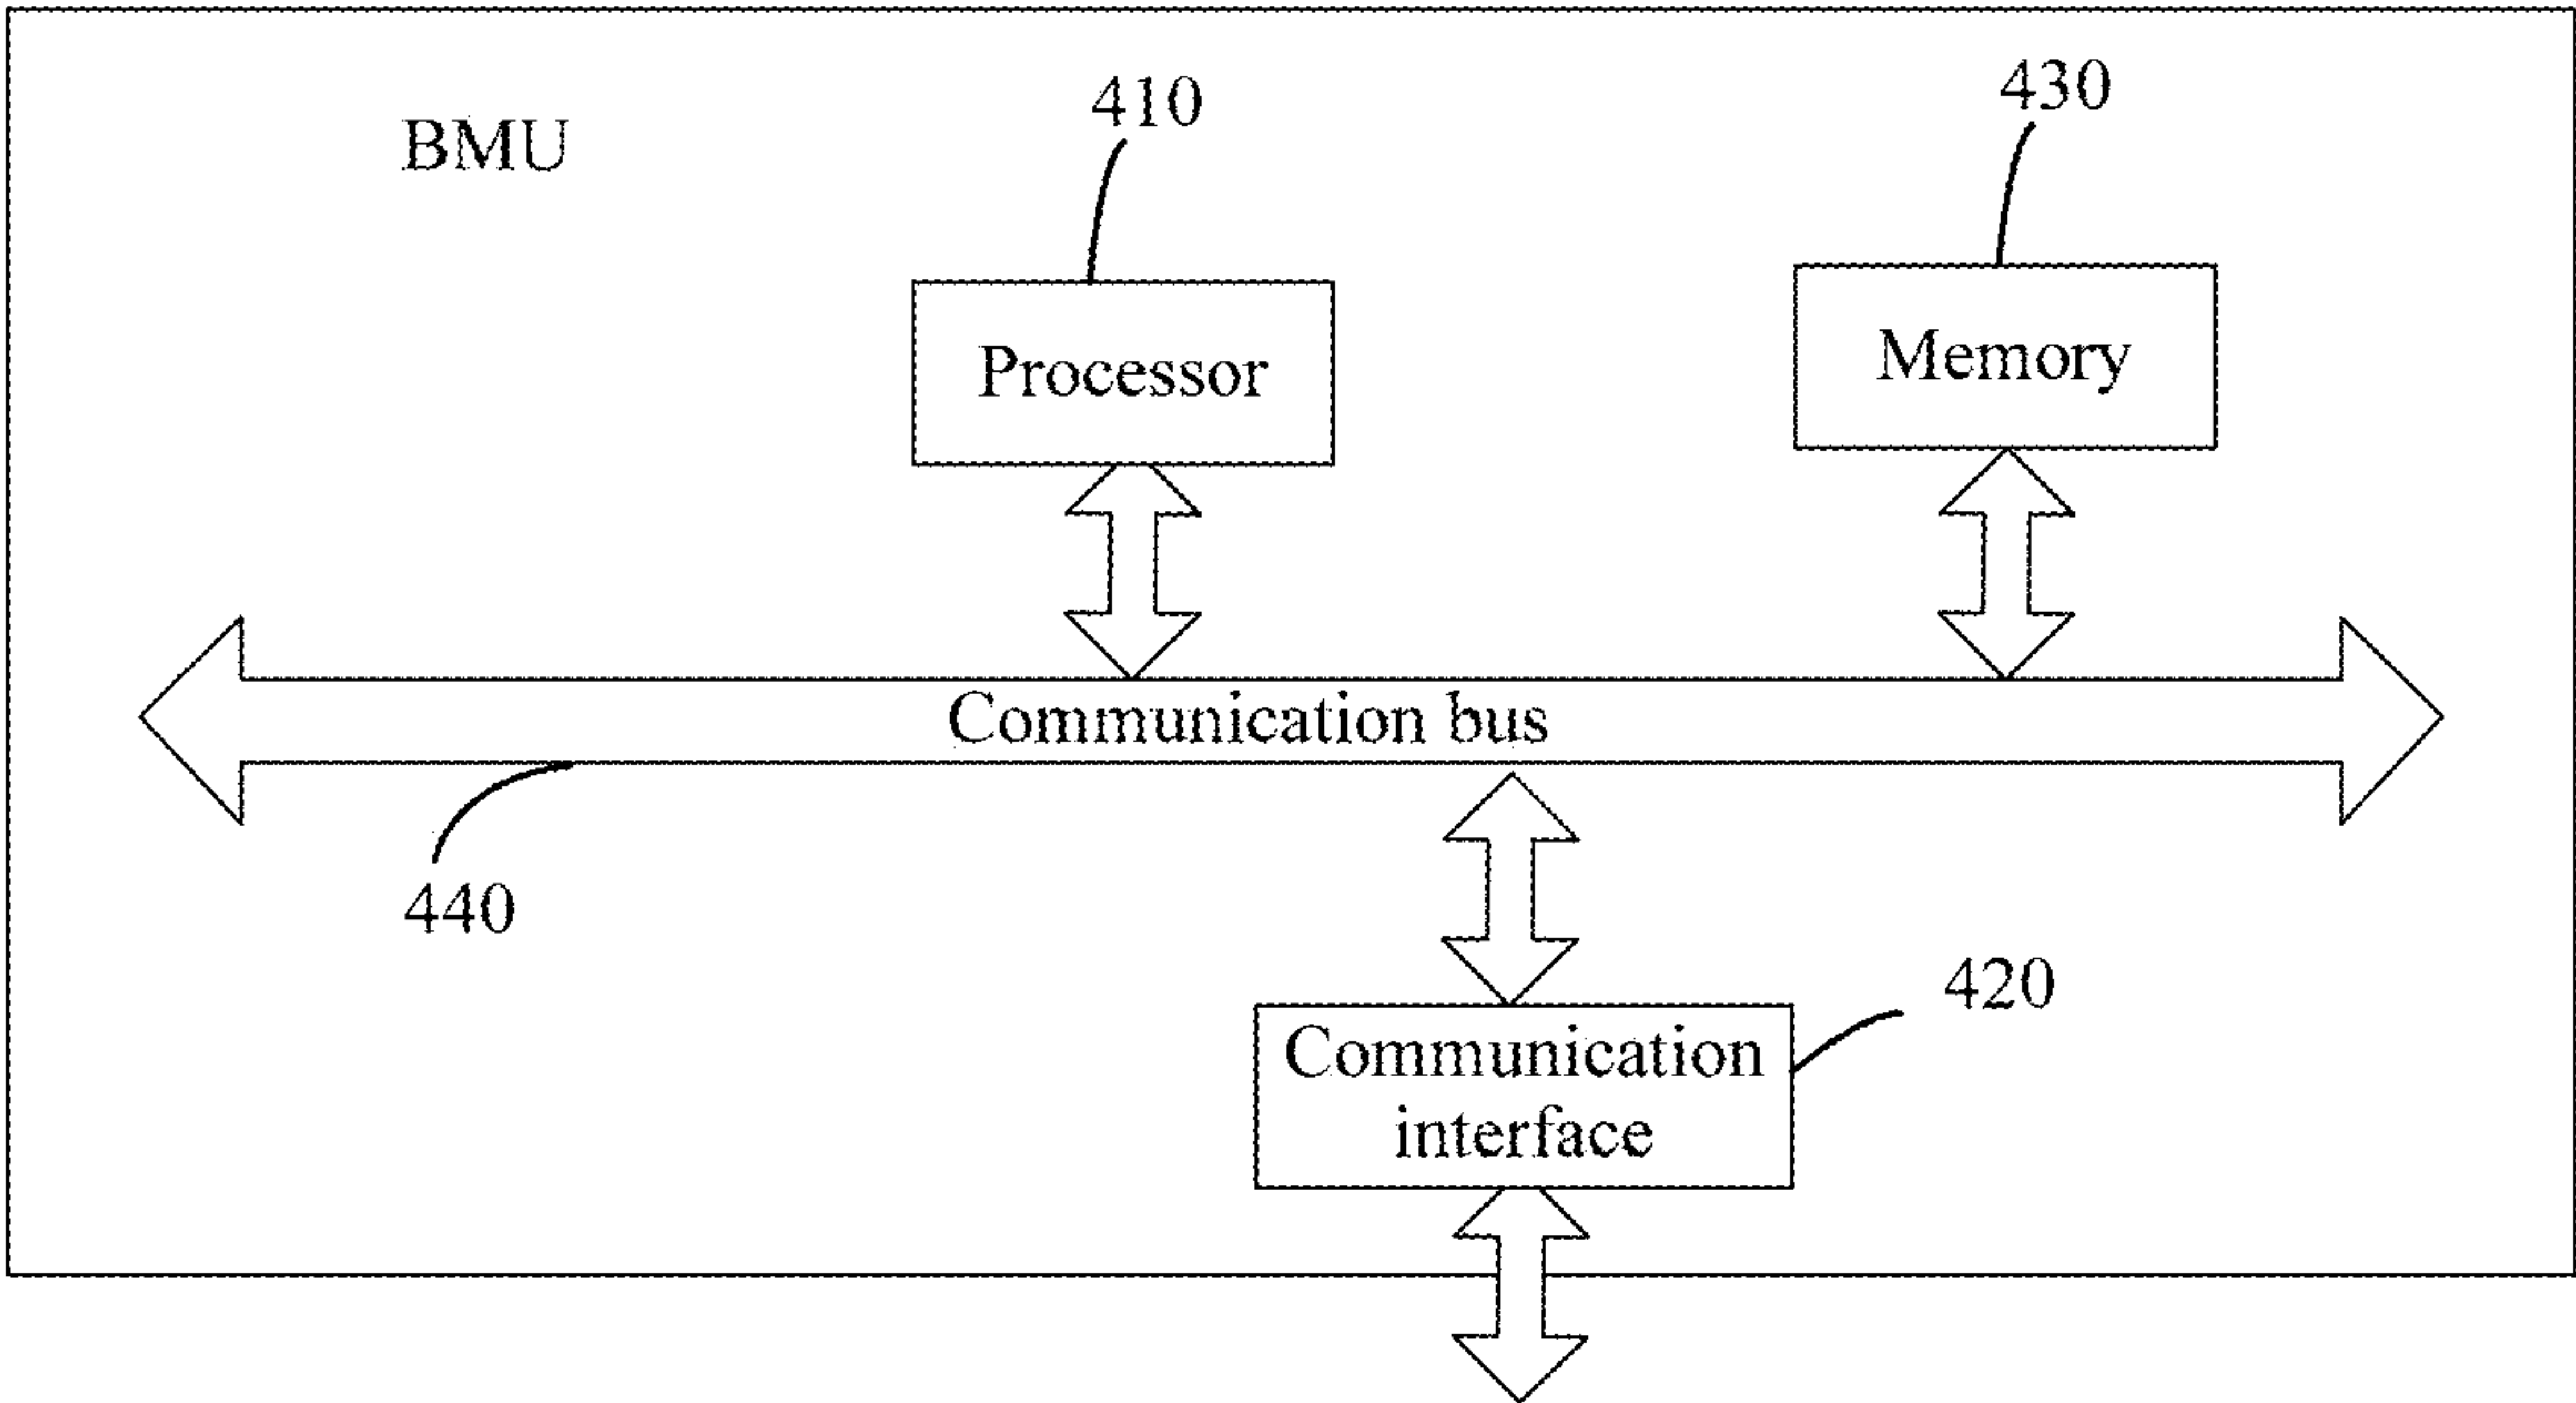 BMU
410
430
Processor
Memory
Communication bus
440
420
Communication
interface